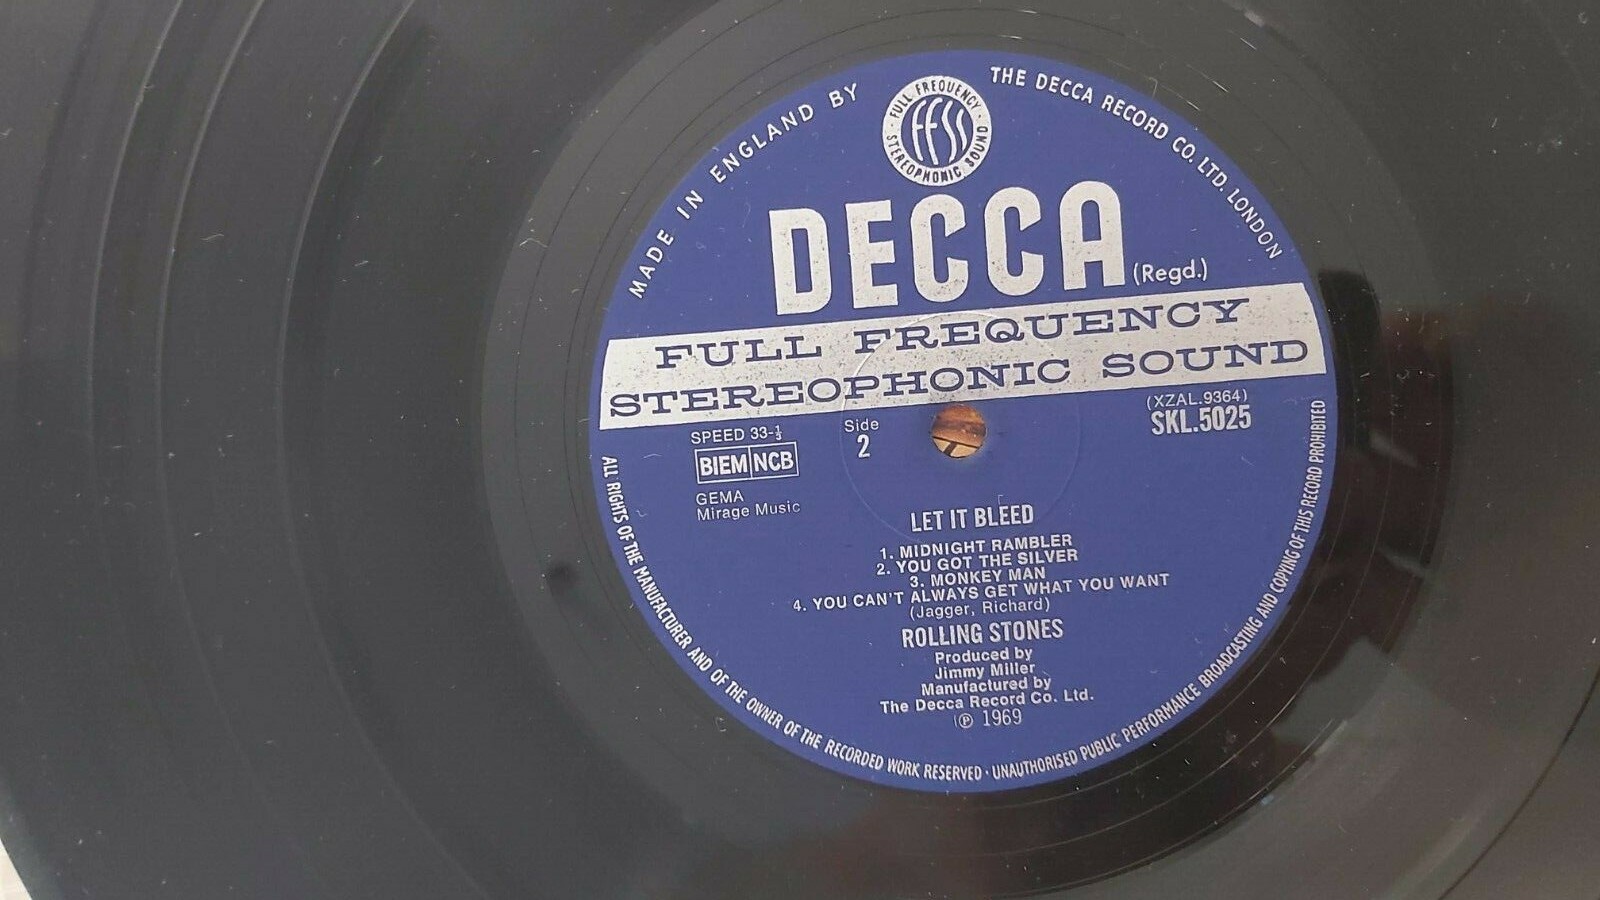 MADE IN ENGLAND BY
THE DECCA RECORD CO. LTD. LONDON
FULL FREQUENCY
STEREOPHONIC SOUND
FFSS
DECCA
(Regd.)
FULL FREQUENCY
STEREOPHONIC SOUND
(XZAL.9364)
SKL.5025
SPEED 33-⅓
Side
2
BIEM NCB
GEMA
Mirage Music
LET IT BLEED
1. MIDNIGHT RAMBLER
2. YOU GOT THE SILVER
3. MONKEY MAN
4. YOU CAN'T ALWAYS GET WHAT YOU WANT
(Jagger, Richard)
ROLLING STONES
Produced by
Jimmy Miller
Manufactured by
The Decca Record Co. Ltd.
℗ 1969
ALL RIGHTS OF THE MANUFACTURER AND OF THE OWNER OF THE RECORDED WORK RESERVED · UNAUTHORISED PUBLIC PERFORMANCE BROADCASTING AND COPYING OF THIS RECORD PROHIBITED